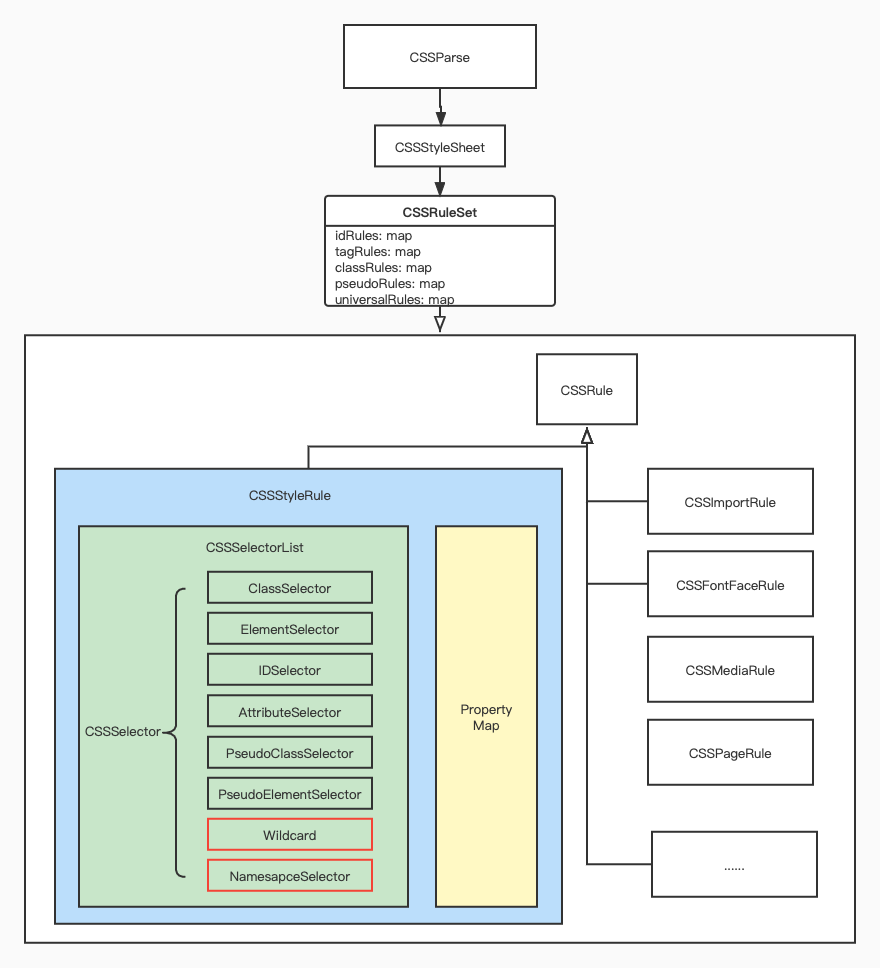 CSSParse
CSSStyleSheet
CSSRuleSet
idRules: map
tagRules: map
classRules: map
pseudoRules: map
universalRules: map
CSSRule
CSSStyleRule
CSSSelectorList
CSSSelector
ClassSelector
ElementSelector
IDSelector
AttributeSelector
PseudoClassSelector
PseudoElementSelector
Wildcard
NamesapceSelector
Property
Map
CSSImportRule
CSSFontFaceRule
CSSMediaRule
CSSPageRule
......